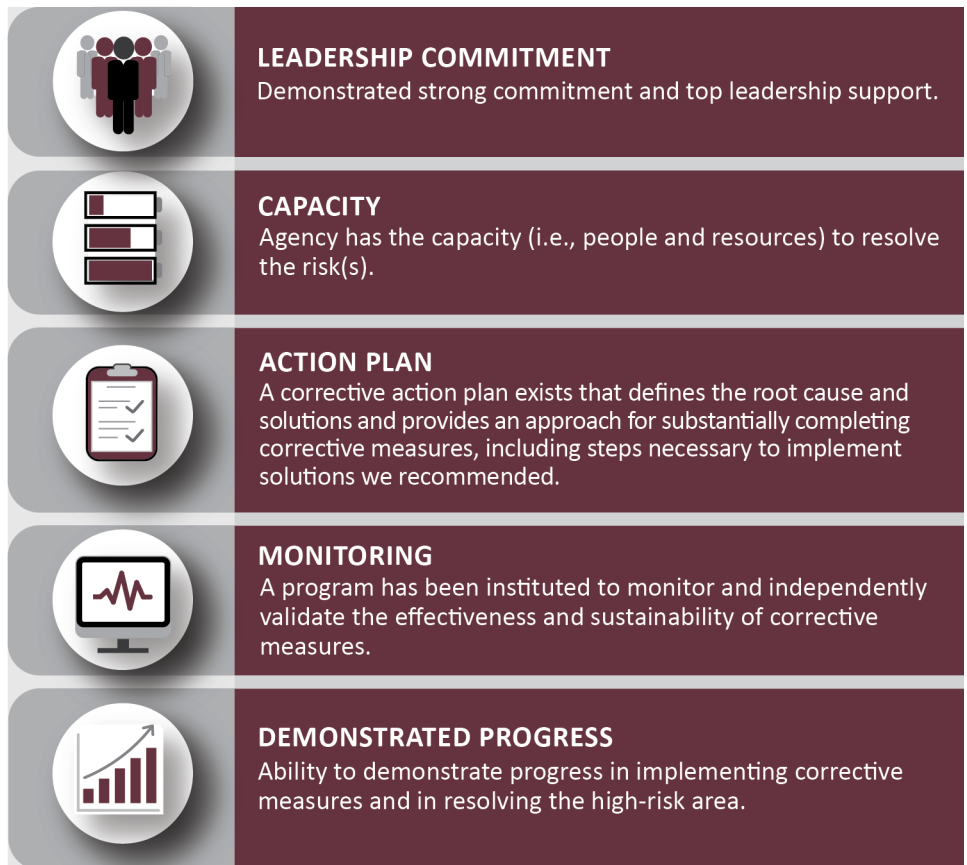 LEADERSHIP COMMITMENT
Demonstrated strong commitment and top leadership support.
CAPACITY
Agency has the capacity (i.e., people and resources) to resolve
the risk(s).
ACTION PLAN
A corrective action plan exists that defines the root cause and
solutions and provides an approach for substantially completing
corrective measures, including steps necessary to implement
solutions we recommended.
MONITORING
A program has been instituted to monitor and independently
validate the effectiveness and sustainability of corrective
measures.
DEMONSTRATED PROGRESS
Ability to demonstrate progress in implementing corrective
measures and in resolving the high-risk area.